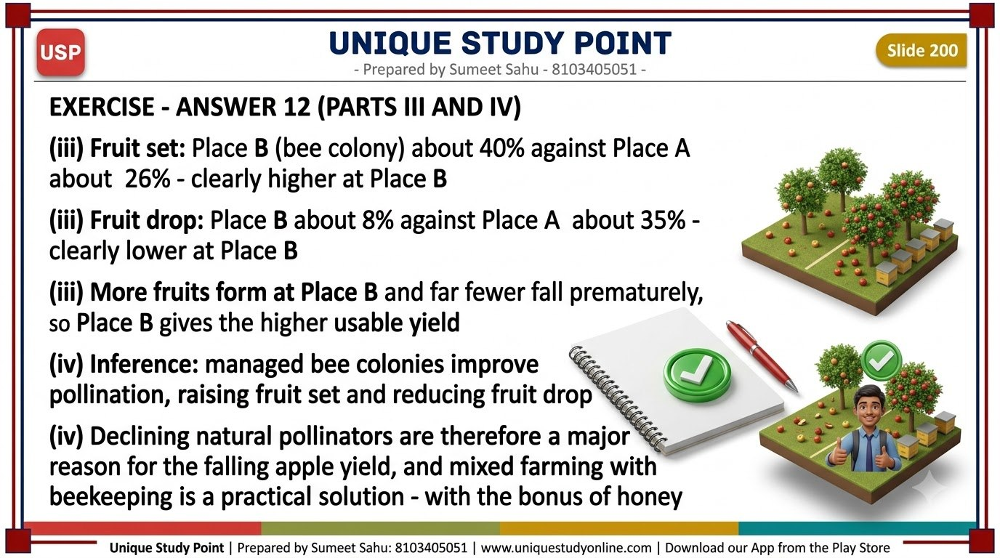 USP
UNIQUE STUDY POINT
- Prepared by Sumeet Sahu - 8103405051 -
Slide 200
EXERCISE - ANSWER 12 (PARTS III AND IV)
(iii) Fruit set: Place B (bee colony) about 40% against Place A
about 26% - clearly higher at Place B
(iii) Fruit drop: Place B about 8% against Place A about 35% -
clearly lower at Place B
(iii) More fruits form at Place B and far fewer fall prematurely,
so Place B gives the higher usable yield
(iv) Inference: managed bee colonies improve
pollination, raising fruit set and reducing fruit drop
(iv) Declining natural pollinators are therefore a major
reason for the falling apple yield, and mixed farming with
beekeeping is a practical solution - with the bonus of honey
Unique Study Point | Prepared by Sumeet Sahu: 8103405051 | www.uniquestudyonline.com | Download our App from the Play Store